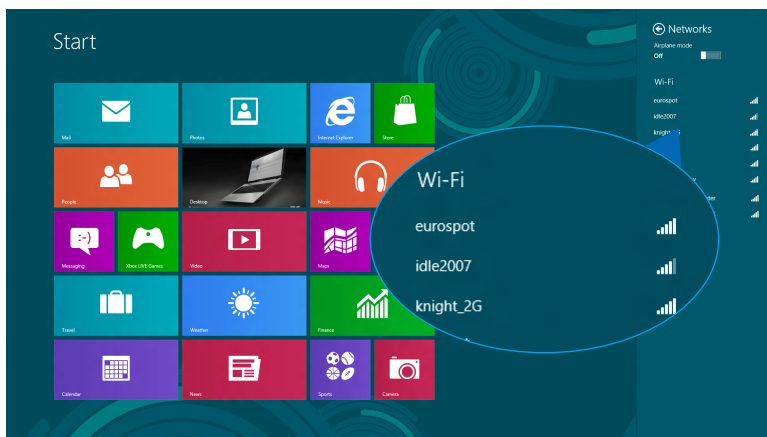 Start
Networks
Airplane mode
Off
Wi-Fi
eurospot
idle2007
Mail
Photos
Internet Explorer
Store
People
Desktop
Music
Messaging
Xbox LIVE Games
Video
Maps
Travel
Weather
Finance
Calendar
News
Sports
Camera
Wi-Fi
eurospot
idle2007
knight_2G